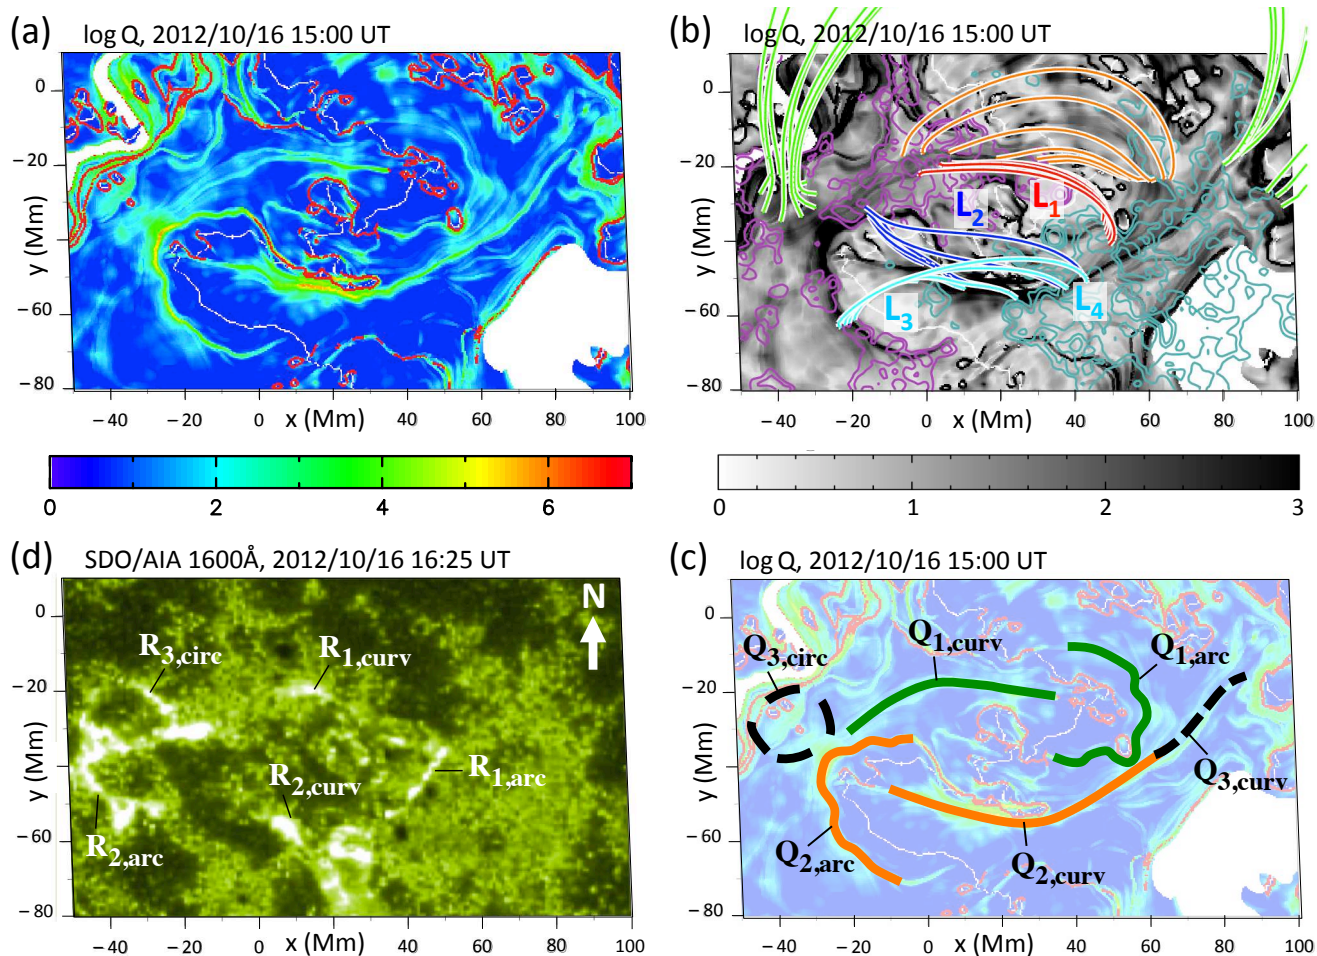 (a) log Q, 2012/10/16 15:00 UT
0
−20
−40
−60
−80
y (Mm)
−40 −20 0 x (Mm) 40 60 80 100
0 2 4 6
(b) log Q, 2012/10/16 15:00 UT
0
−20
−40
−60
−80
y (Mm)
L1
L2
L3
L4
−40 −20 0 x (Mm) 40 60 80 100
0 1 2 3
(d) SDO/AIA 1600Å, 2012/10/16 16:25 UT
N
0
−20
−40
−60
−80
y (Mm)
R3,circ
R1,curv
R2,curv
R1,arc
R2,arc
−40 −20 0 x (Mm) 40 60 80 100
(c) log Q, 2012/10/16 15:00 UT
0
−20
−40
−60
−80
y (Mm)
Q3,circ
Q1,curv
Q1,arc
Q3,curv
Q2,arc
Q2,curv
−40 −20 0 x (Mm) 40 60 80 100